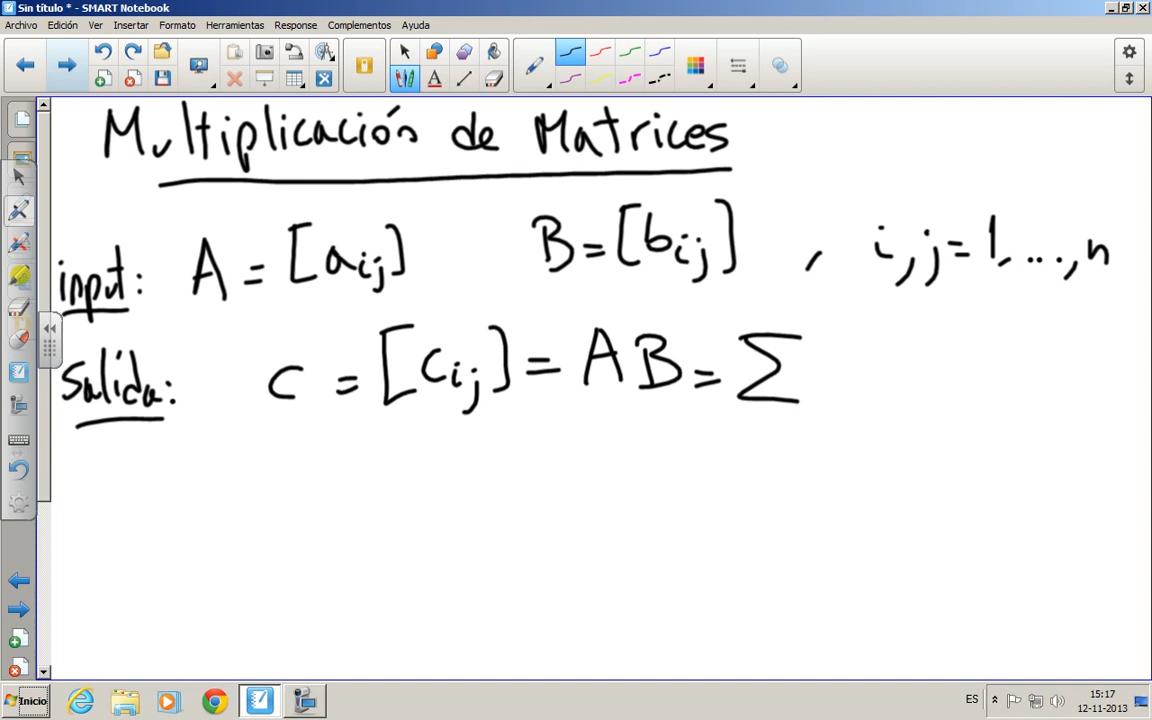 Sin título * - SMART Notebook
Archivo Edición Ver Insertar Formato Herramientas Response Complementos Ayuda
Multiplicación de Matrices
input: A = [aij] B = [bij] , i,j = 1, ..., n
Salida: C = [cij] = AB = Σ
Inicio
ES
15:17
12-11-2013